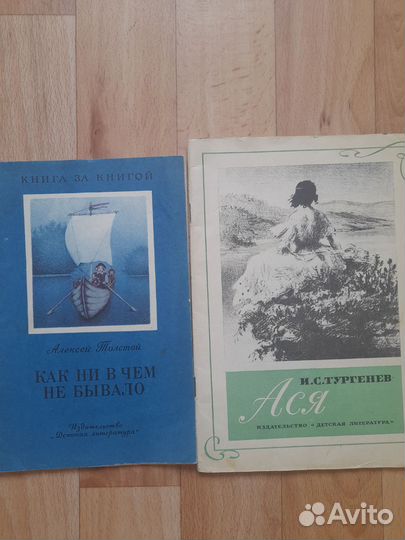 КНИГА ЗА КНИГОЙ
Алексей Толстой
КАК НИ В ЧЕМ
НЕ БЫВАЛО
Издательство
„Детская литература“
И.С.ТУРГЕНЕВ
АСЯ
ИЗДАТЕЛЬСТВО «ДЕТСКАЯ ЛИТЕРАТУРА»
Avito